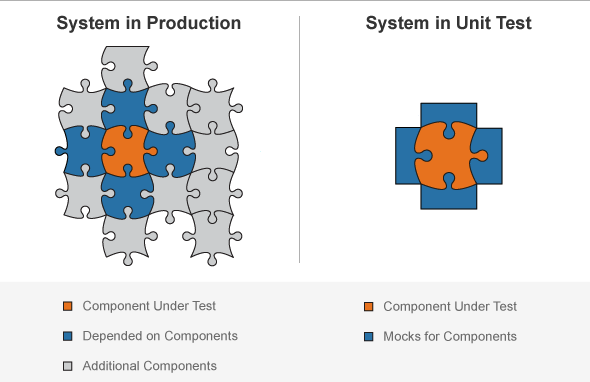 System in Production
System in Unit Test
Component Under Test
Depended on Components
Additional Components
Component Under Test
Mocks for Components